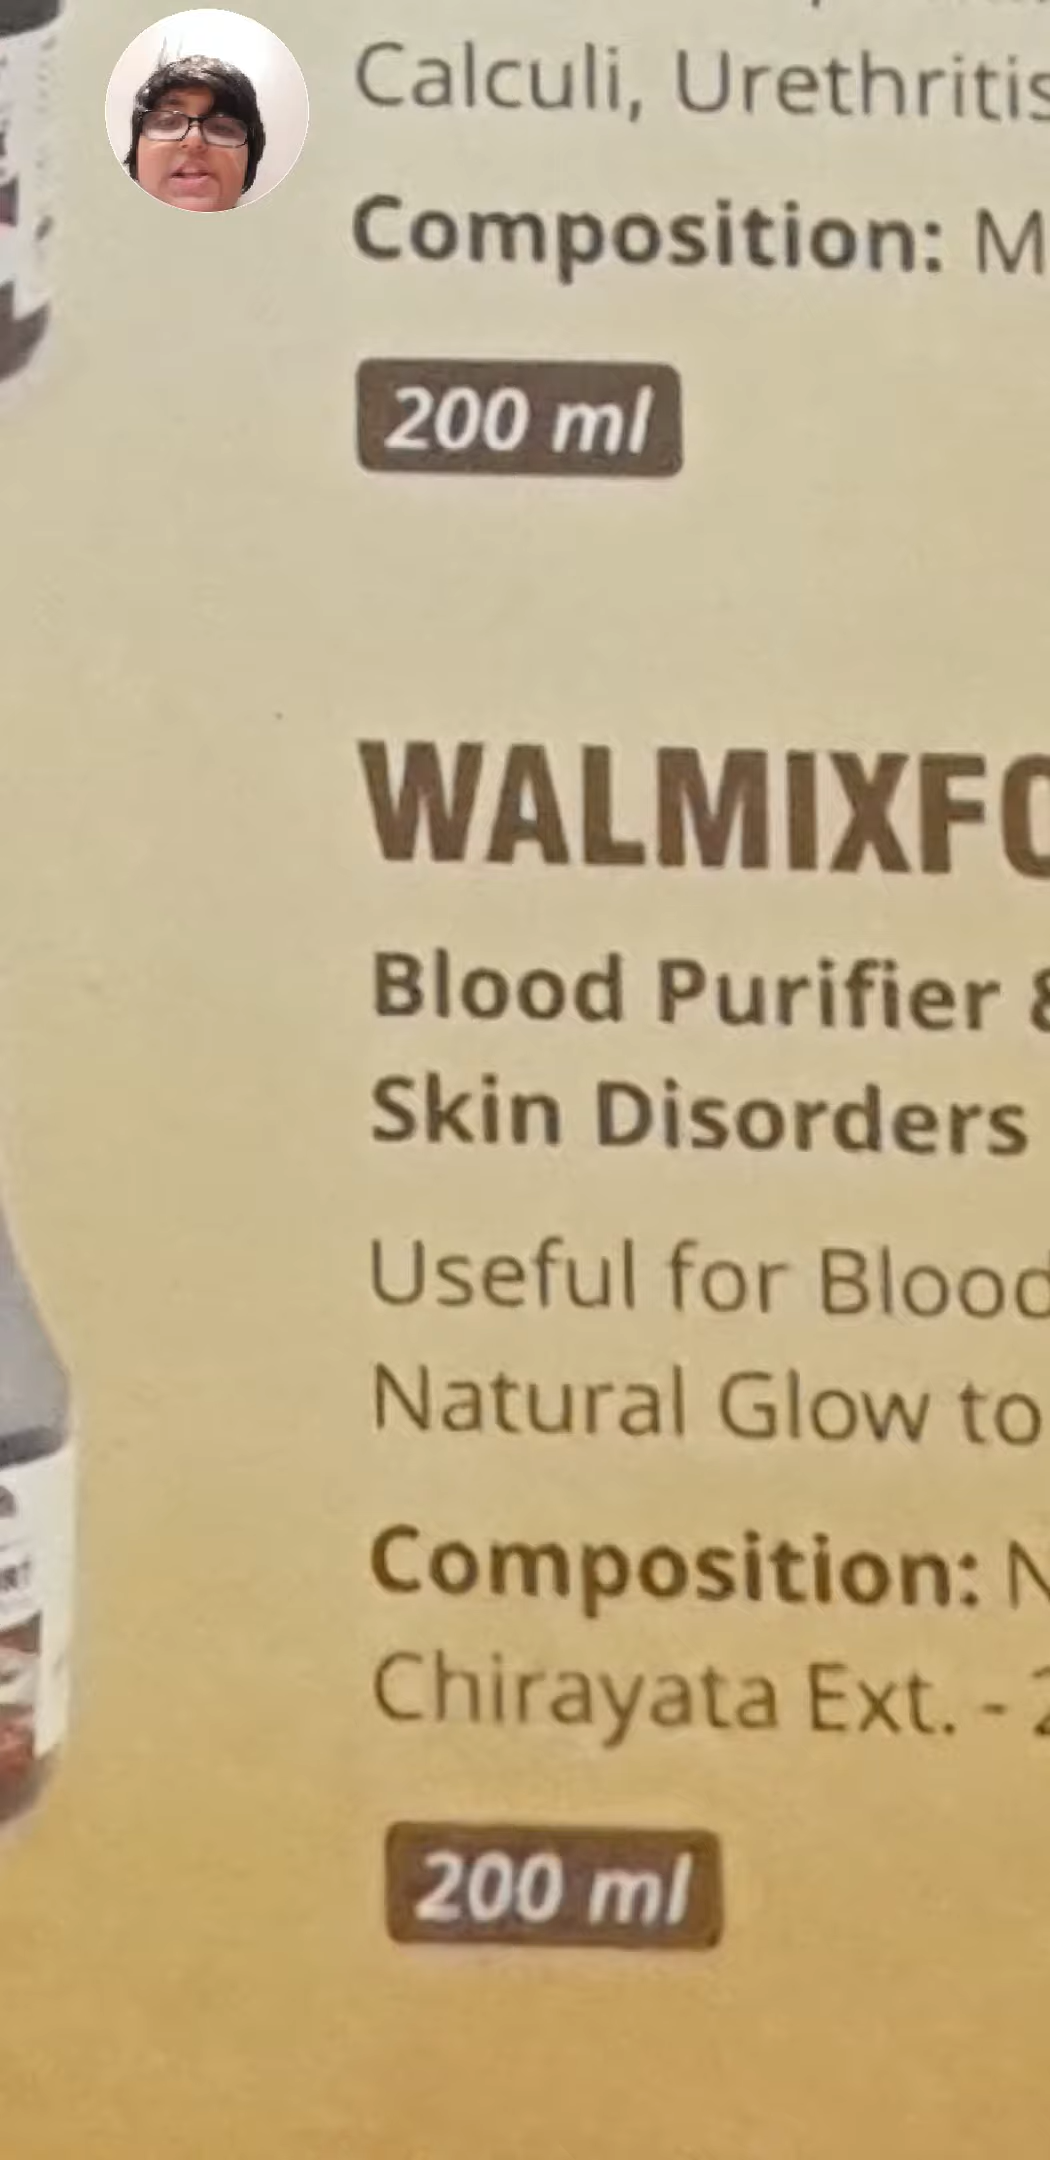 Calculi, Urethritis
Composition: M
200 ml
WALMIXFO
Blood Purifier &
Skin Disorders
Useful for Blood
Natural Glow to
Composition: N
Chirayata Ext. - 2
200 ml